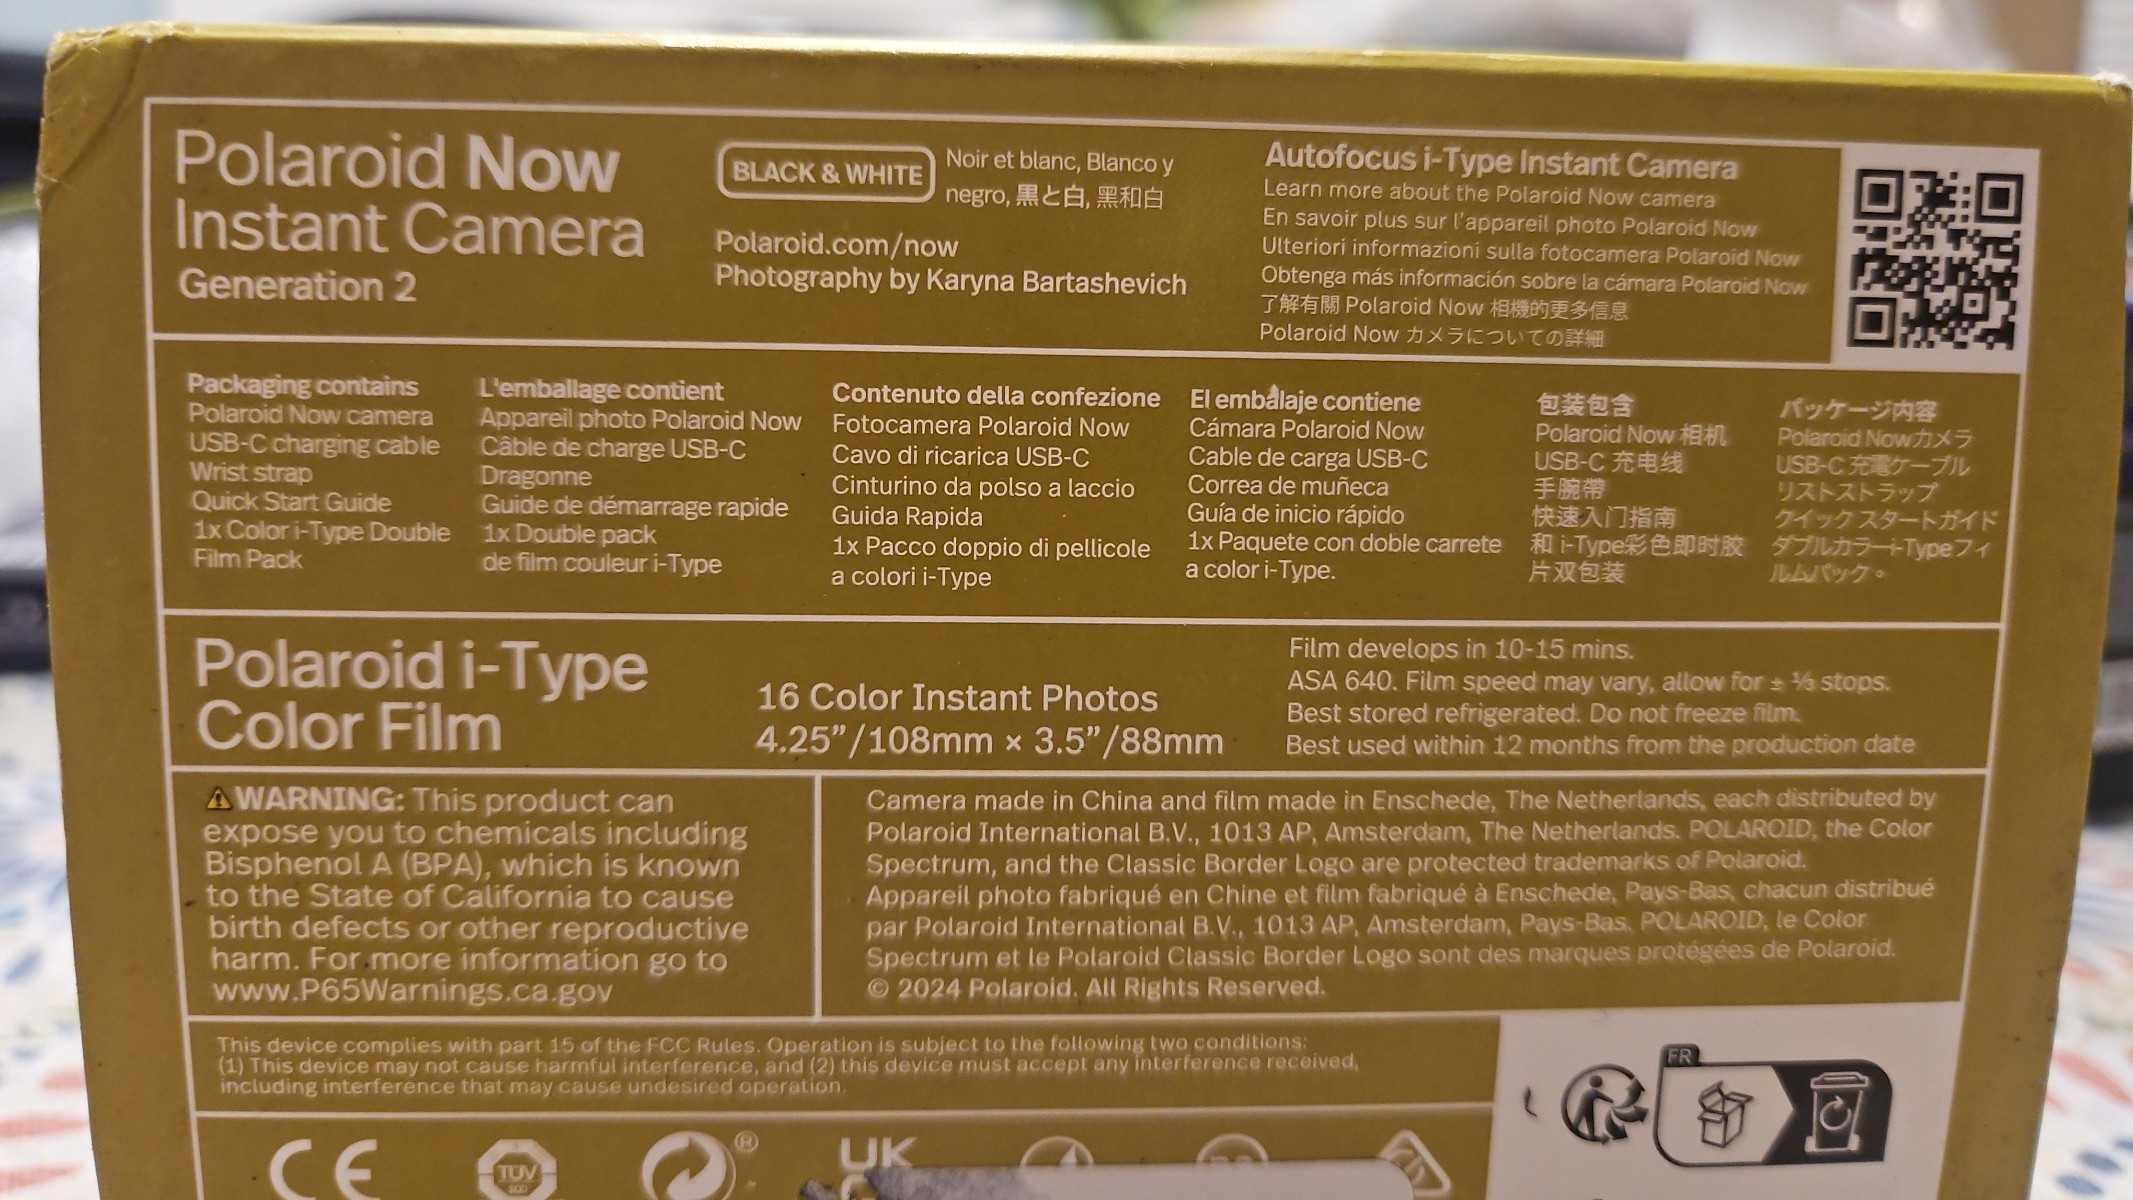 Polaroid Now
Instant Camera
Generation 2
BLACK & WHITE
Noir et blanc, Blanco y
negro, 黒と白, 黑和白
Polaroid.com/now
Photography by Karyna Bartashevich
Autofocus i-Type Instant Camera
Learn more about the Polaroid Now camera
En savoir plus sur l'appareil photo Polaroid Now
Ulteriori informazioni sulla fotocamera Polaroid Now
Obtenga más información sobre la cámara Polaroid Now
了解有關 Polaroid Now 相機的更多信息
Polaroid Now カメラについての詳細
Packaging contains
Polaroid Now camera
USB-C charging cable
Wrist strap
Quick Start Guide
1x Color i-Type Double
Film Pack
L'emballage contient
Appareil photo Polaroid Now
Câble de charge USB-C
Dragonne
Guide de démarrage rapide
1x Double pack
de film couleur i-Type
Contenuto della confezione
Fotocamera Polaroid Now
Cavo di ricarica USB-C
Cinturino da polso a laccio
Guida Rapida
1x Pacco doppio di pellicole
a colori i-Type
El embalaje contiene
Cámara Polaroid Now
Cable de carga USB-C
Correa de muñeca
Guía de inicio rápido
1x Paquete con doble carrete
a color i-Type.
包装包含
Polaroid Now 相机
USB-C 充电线
手腕带
快速入门指南
和 i-Type彩色即时胶
片双包装
パッケージ内容
Polaroid Nowカメラ
USB-C 充電ケーブル
リストストラップ
クイック スタートガイド
ダブルカラーi-Typeフィ
ルムパック。
Polaroid i-Type
Color Film
16 Color Instant Photos
4.25”/108mm × 3.5”/88mm
Film develops in 10-15 mins.
ASA 640. Film speed may vary, allow for ± ⅓ stops.
Best stored refrigerated. Do not freeze film.
Best used within 12 months from the production date
⚠WARNING: This product can
expose you to chemicals including
Bisphenol A (BPA), which is known
to the State of California to cause
birth defects or other reproductive
harm. For more information go to
www.P65Warnings.ca.gov
Camera made in China and film made in Enschede, The Netherlands, each distributed by
Polaroid International B.V., 1013 AP, Amsterdam, The Netherlands. POLAROID, the Color
Spectrum, and the Classic Border Logo are protected trademarks of Polaroid.
Appareil photo fabriqué en Chine et film fabriqué à Enschede, Pays-Bas, chacun distribué
par Polaroid International B.V., 1013 AP, Amsterdam, Pays-Bas. POLAROID, le Color
Spectrum et le Polaroid Classic Border Logo sont des marques protégées de Polaroid.
© 2024 Polaroid. All Rights Reserved.
This device complies with part 15 of the FCC Rules. Operation is subject to the following two conditions:
(1) This device may not cause harmful interference, and (2) this device must accept any interference received,
including interference that may cause undesired operation.
FR
CE
TÜV
SÜD
®
UK